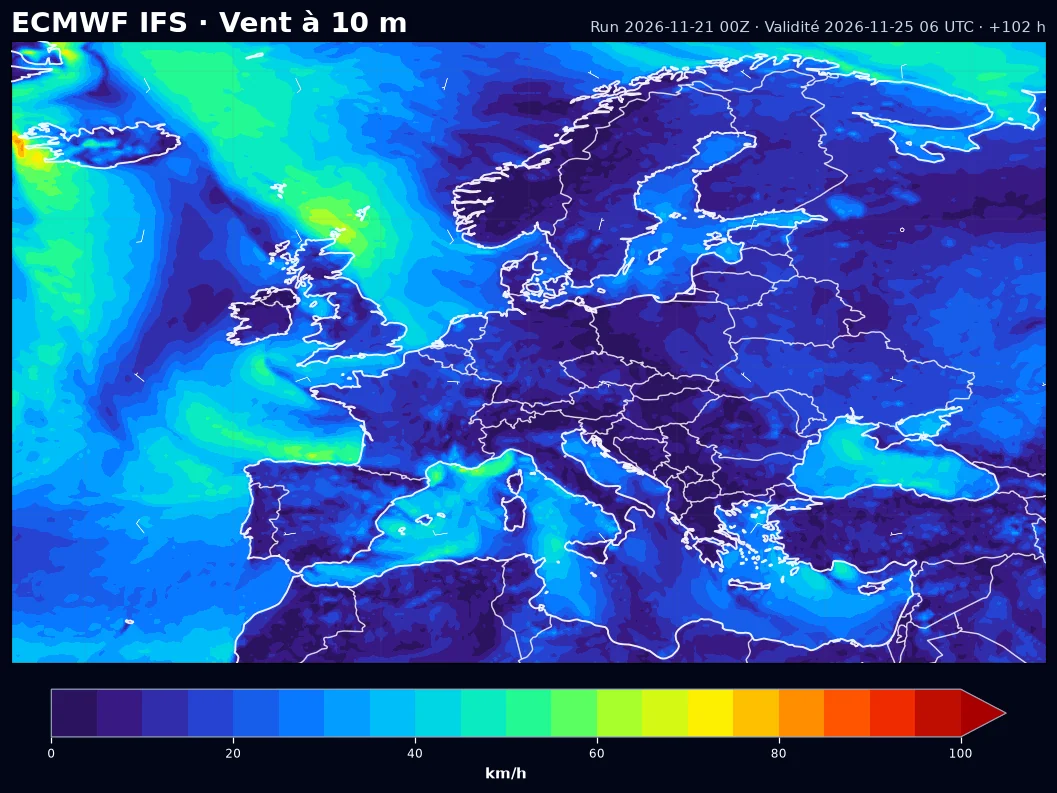 ECMWF IFS · Vent à 10 m
Run 2026-11-21 00Z · Validité 2026-11-25 06 UTC · +102 h
0 20 40 60 80 100
km/h